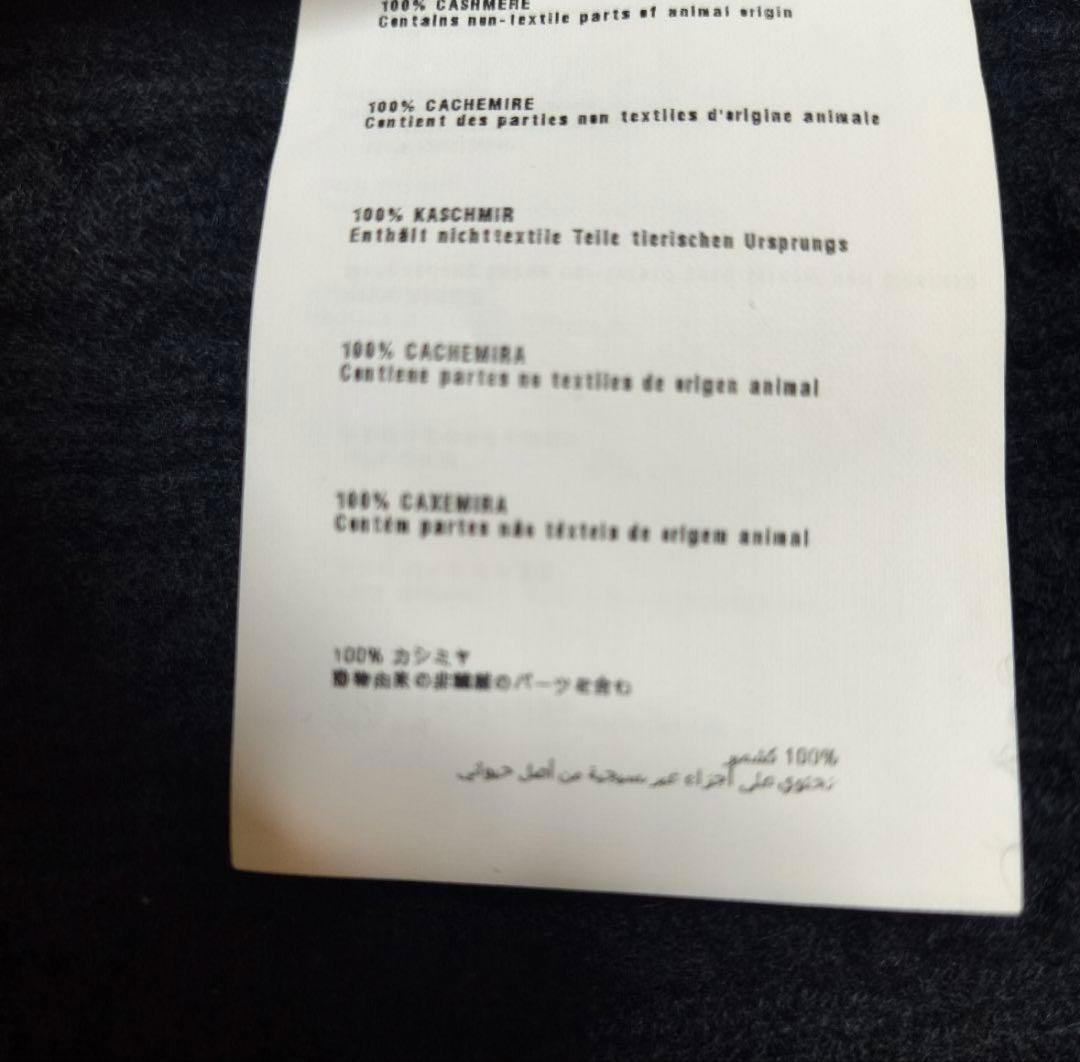 100% CASHMERE
Contains non-textile parts of animal origin
100% CACHEMIRE
Contient des parties non textiles d'origine animale
100% KASCHMIR
Enthält nichttextile Teile tierischen Ursprungs
100% CACHEMIRA
Contiene partes no textiles de origen animal
100% CAXEMIRA
Contém partes não têxteis de origem animal
100% カシミヤ
動物由来の非繊維のパーツを含む
100% كشمير
تحتوي على أجزاء غير نسيجية من أصل حيواني